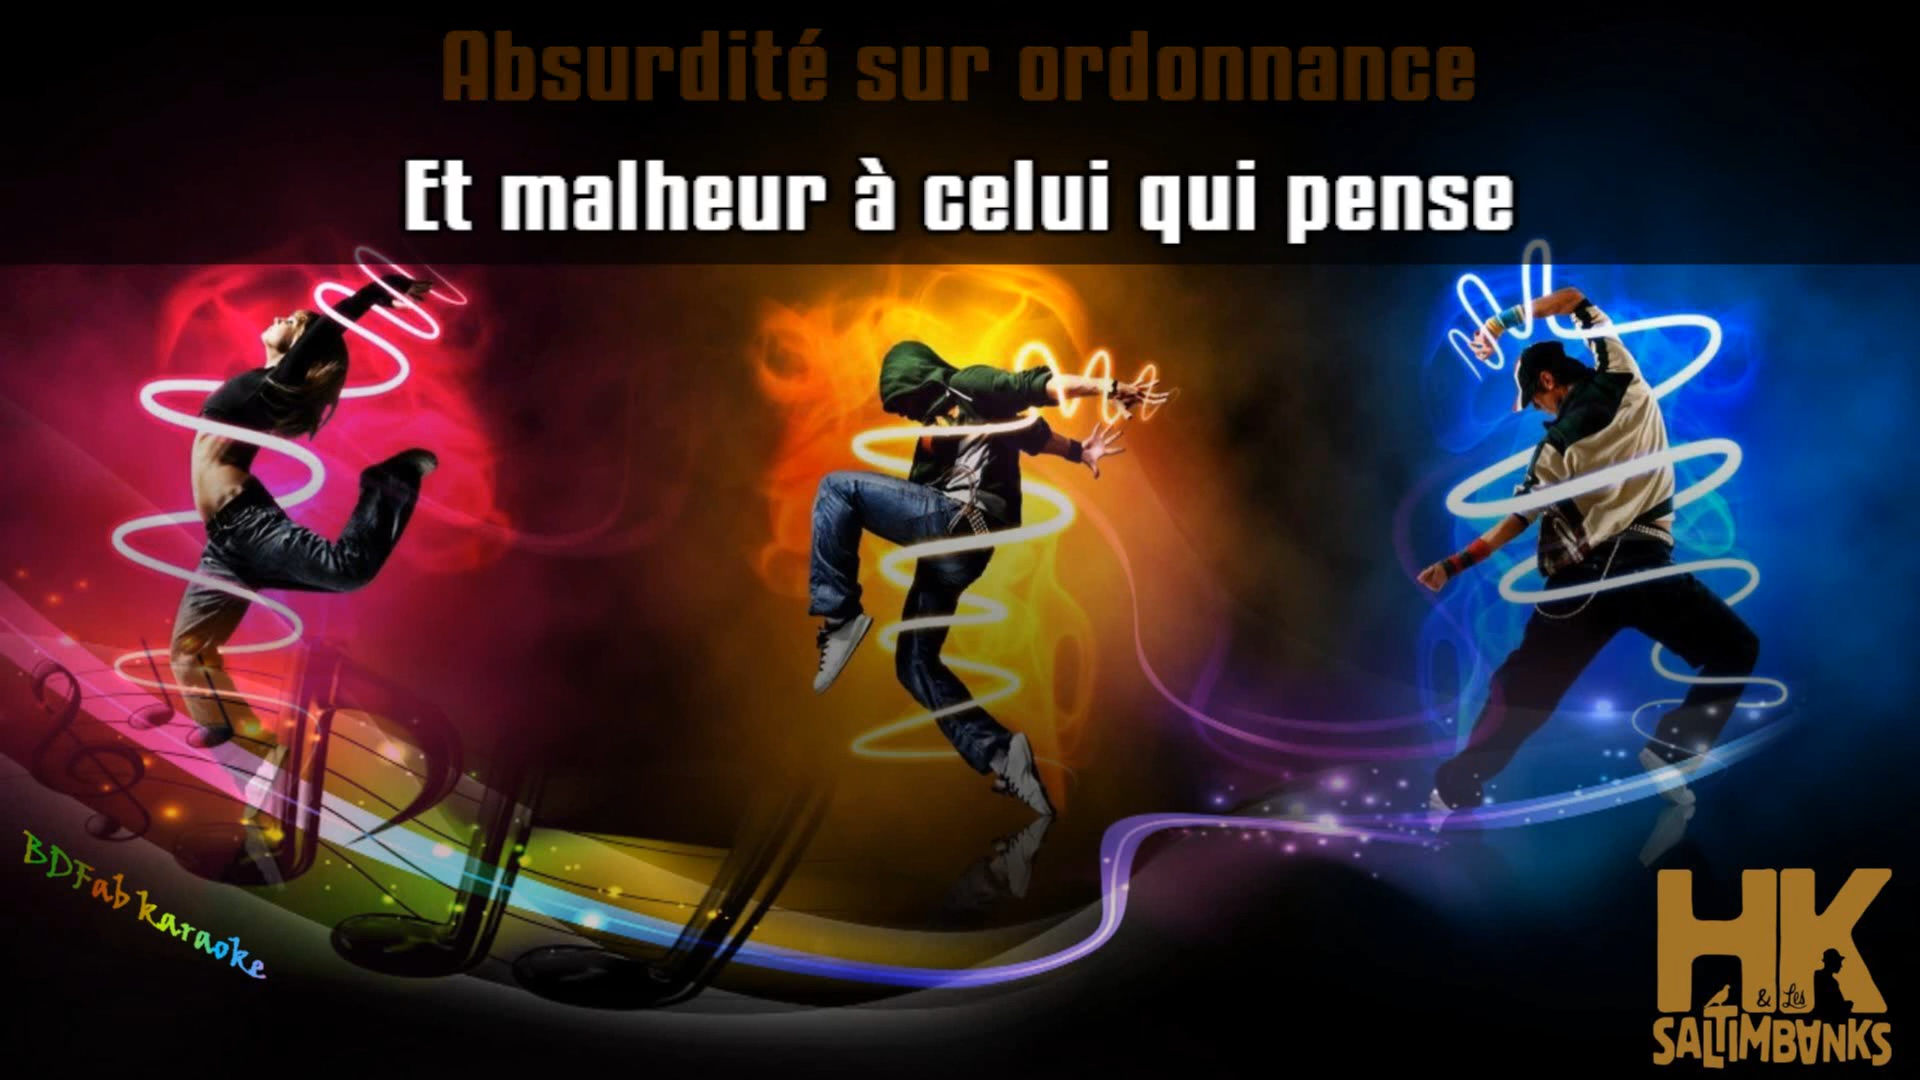 Absurdité sur ordonnance
Et malheur à celui qui pense
BDFab karaoke
HK
& Les
SALTIMBANKS